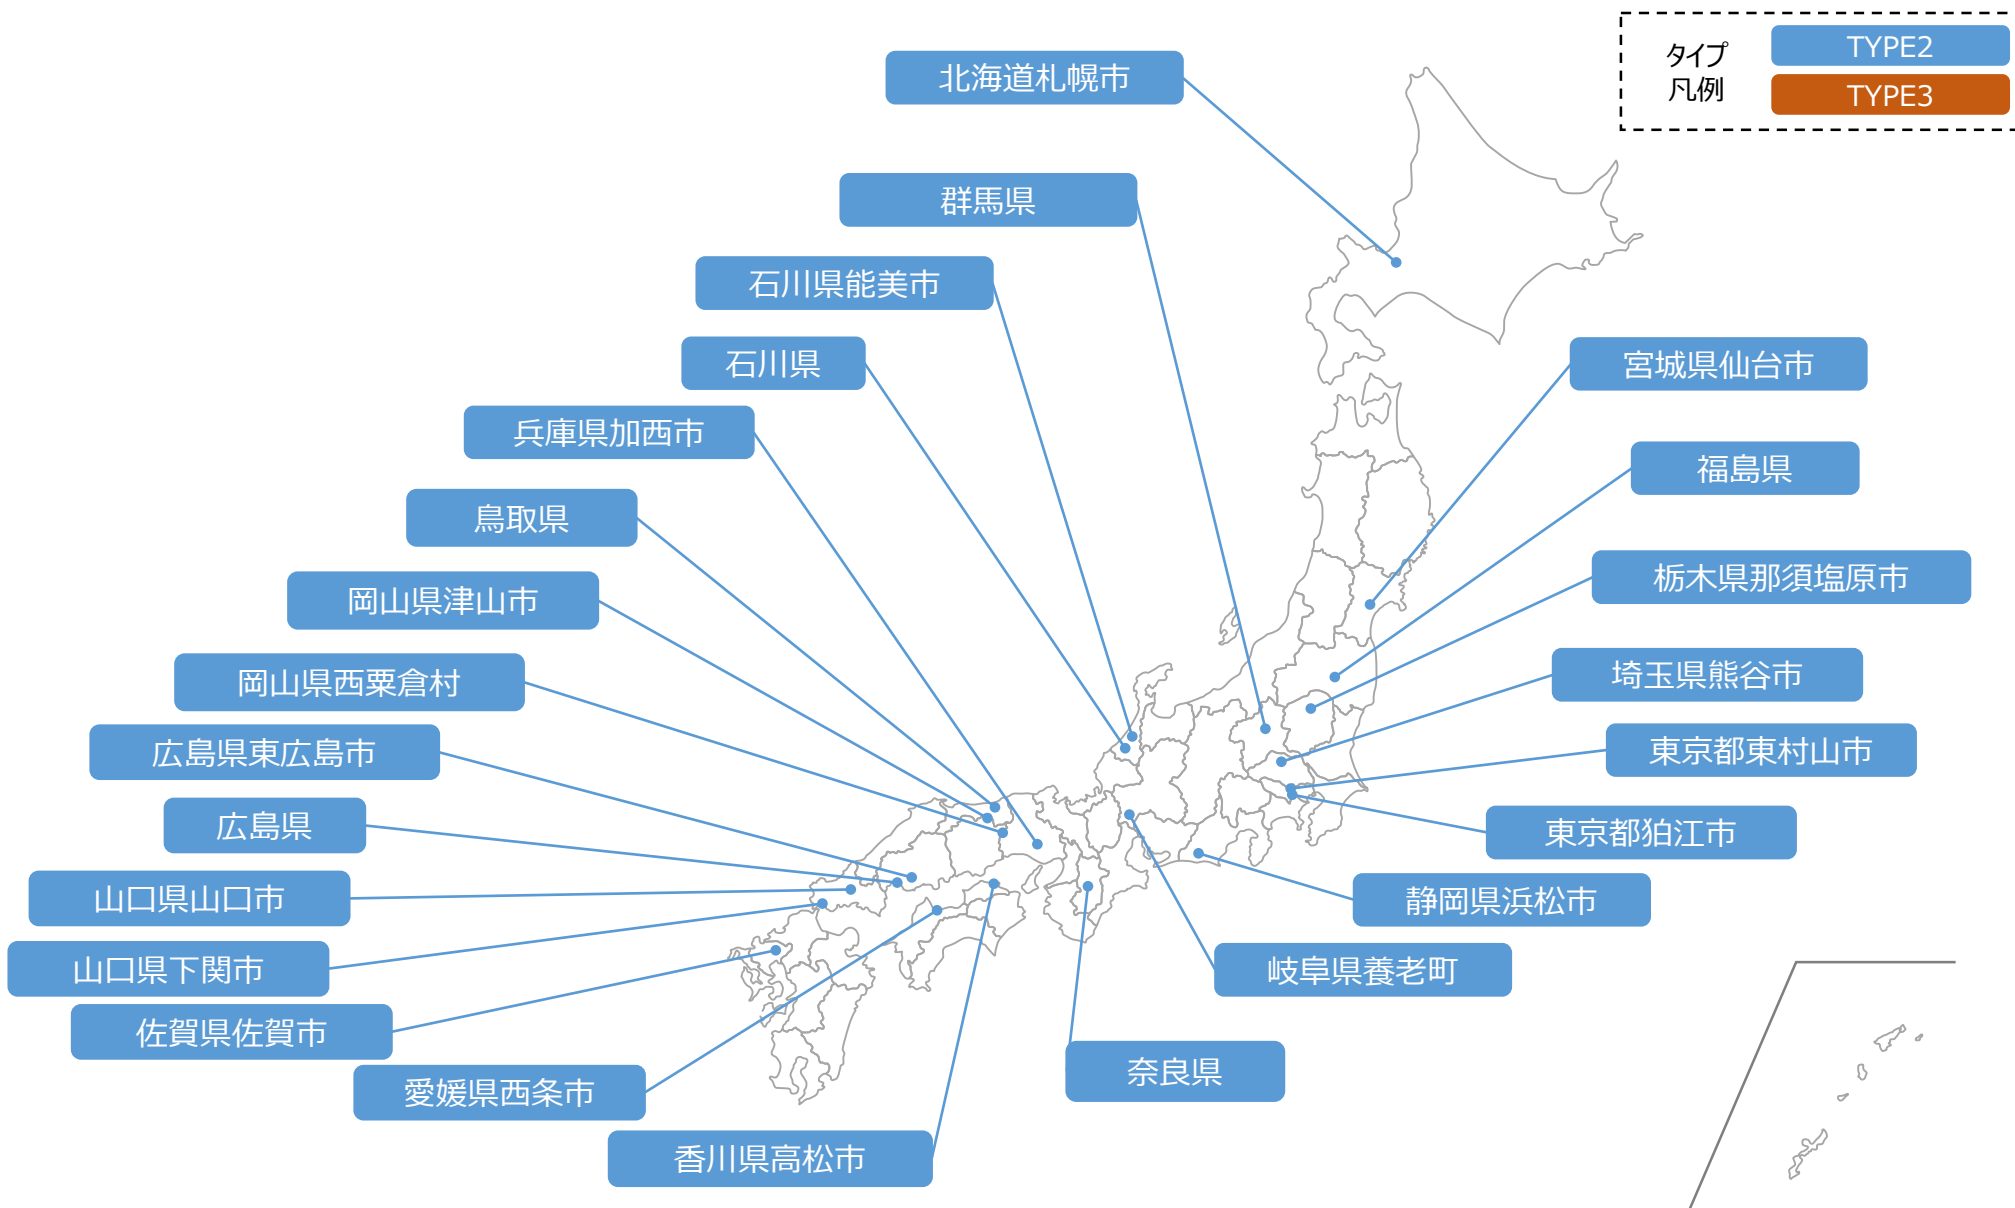 タイプ
凡例
TYPE2
TYPE3
北海道札幌市
群馬県
石川県能美市
石川県
兵庫県加西市
鳥取県
岡山県津山市
岡山県西粟倉村
広島県東広島市
広島県
山口県山口市
山口県下関市
佐賀県佐賀市
愛媛県西条市
香川県高松市
宮城県仙台市
福島県
栃木県那須塩原市
埼玉県熊谷市
東京都東村山市
東京都狛江市
静岡県浜松市
岐阜県養老町
奈良県